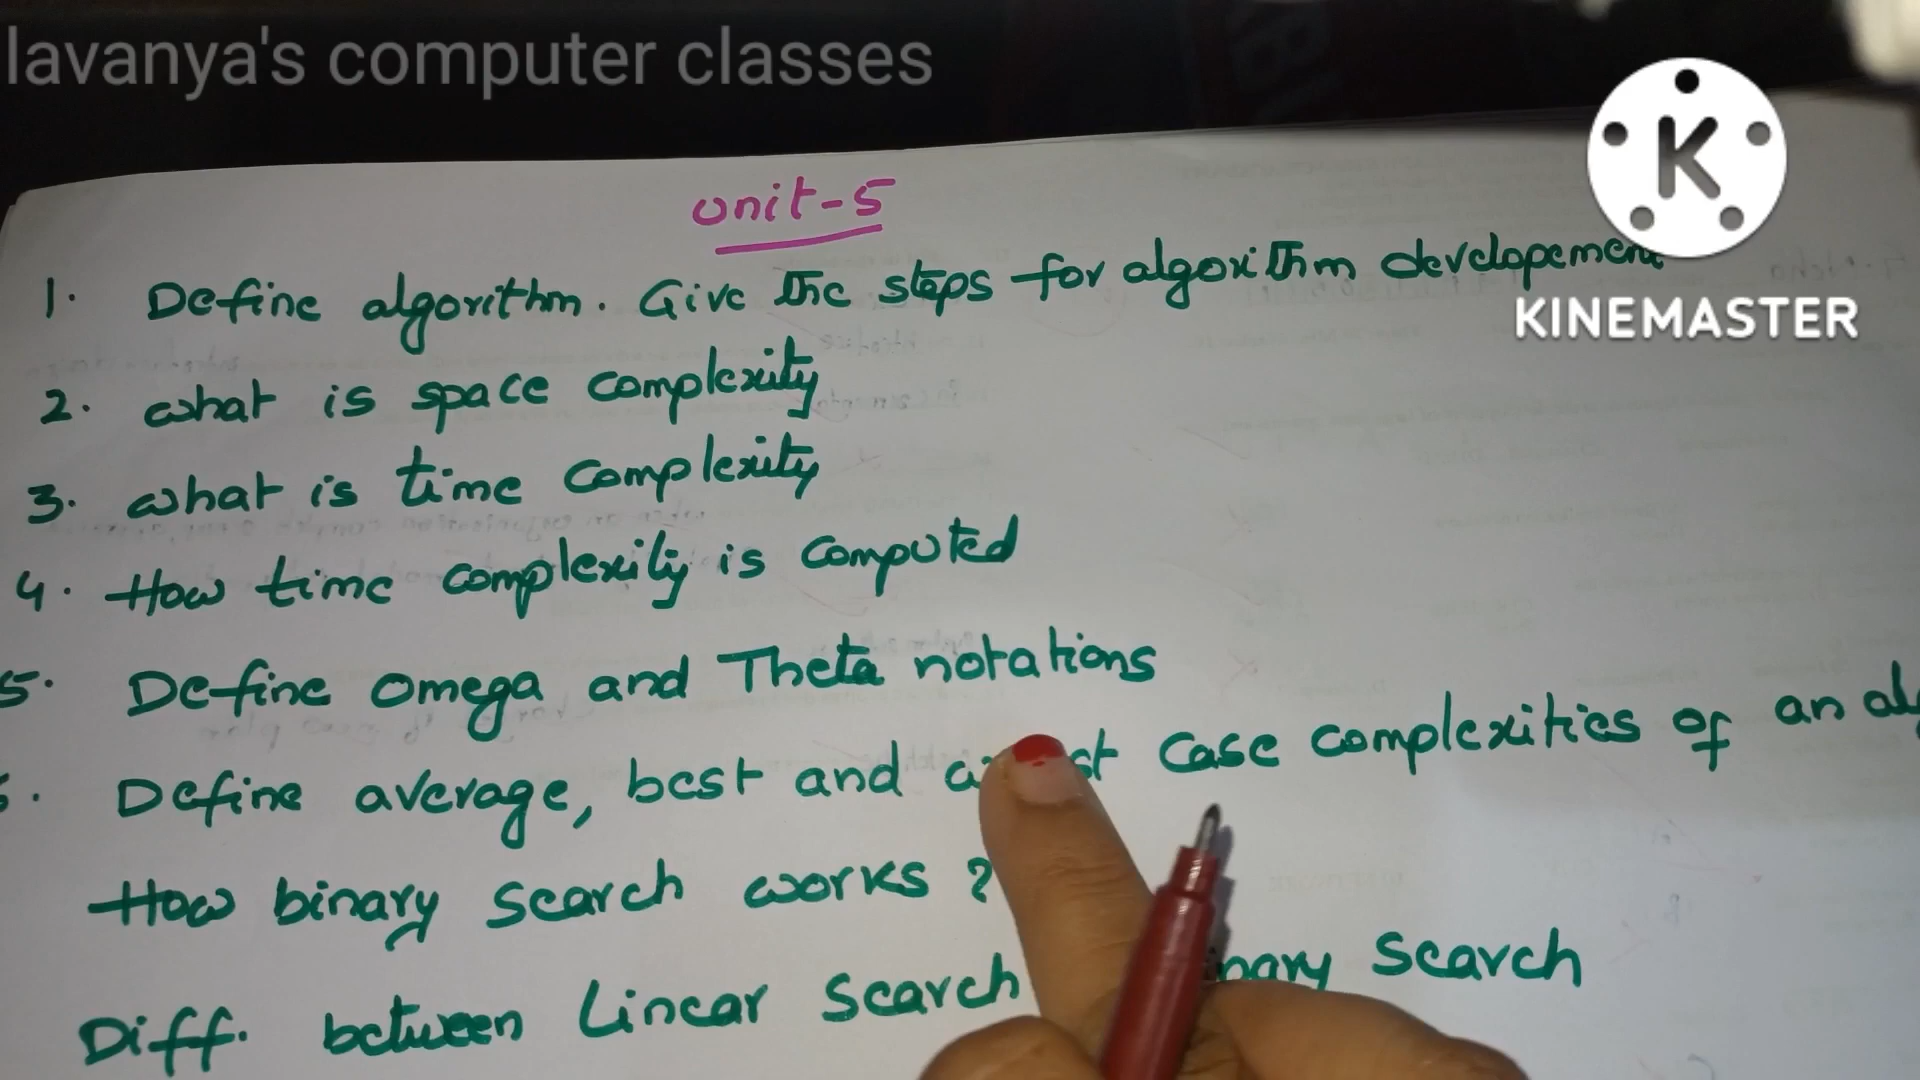 lavanya's computer classes
K
KINEMASTER
Unit-5
1. Define algorithm. Give the steps for algorithm developement
2. what is space complexity
3. what is time complexity
4. How time complexity is computed
5. Define omega and Theta notations
Define average, best and case complexities of an
How binary search works ?
Diff. between Linear Search Search